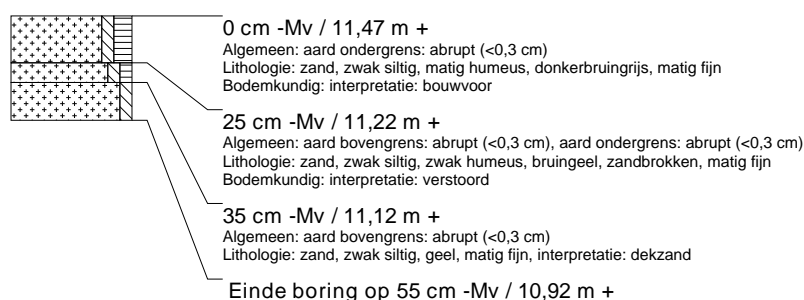 0 cm -Mv / 11,47 m +
Algemeen: aard ondergrens: abrupt (<0,3 cm)
Lithologie: zand, zwak siltig, matig humeus, donkerbruingrijs, matig fijn
Bodemkundig: interpretatie: bouwvoor
25 cm -Mv / 11,22 m +
Algemeen: aard bovengrens: abrupt (<0,3 cm), aard ondergrens: abrupt (<0,3 cm)
Lithologie: zand, zwak siltig, zwak humeus, bruingeel, zandbrokken, matig fijn
Bodemkundig: interpretatie: verstoord
35 cm -Mv / 11,12 m +
Algemeen: aard bovengrens: abrupt (<0,3 cm)
Lithologie: zand, zwak siltig, geel, matig fijn, interpretatie: dekzand
Einde boring op 55 cm -Mv / 10,92 m +